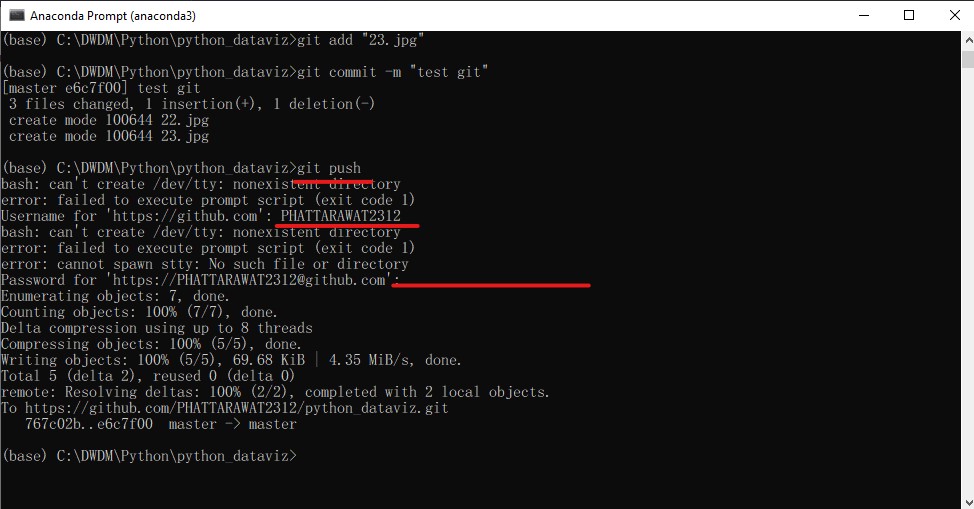 Anaconda Prompt (anaconda3)
(base) C:\DWDM\Python\python_dataviz>git add "23.jpg"
(base) C:\DWDM\Python\python_dataviz>git commit -m "test git"
[master e6c7f00] test git
3 files changed, 1 insertion(+), 1 deletion(-)
create mode 100644 22.jpg
create mode 100644 23.jpg
(base) C:\DWDM\Python\python_dataviz>git push
bash: can't create /dev/tty: nonexistent directory
error: failed to execute prompt script (exit code 1)
Username for 'https://github.com': PHATTARAWAT2312
bash: can't create /dev/tty: nonexistent directory
error: failed to execute prompt script (exit code 1)
error: cannot spawn stty: No such file or directory
Password for 'https://PHATTARAWAT2312@github.com':
Enumerating objects: 7, done.
Counting objects: 100% (7/7), done.
Delta compression using up to 8 threads
Compressing objects: 100% (5/5), done.
Writing objects: 100% (5/5), 69.68 KiB | 4.35 MiB/s, done.
Total 5 (delta 2), reused 0 (delta 0)
remote: Resolving deltas: 100% (2/2), completed with 2 local objects.
To https://github.com/PHATTARAWAT2312/python_dataviz.git
767c02b..e6c7f00  master -> master
(base) C:\DWDM\Python\python_dataviz>